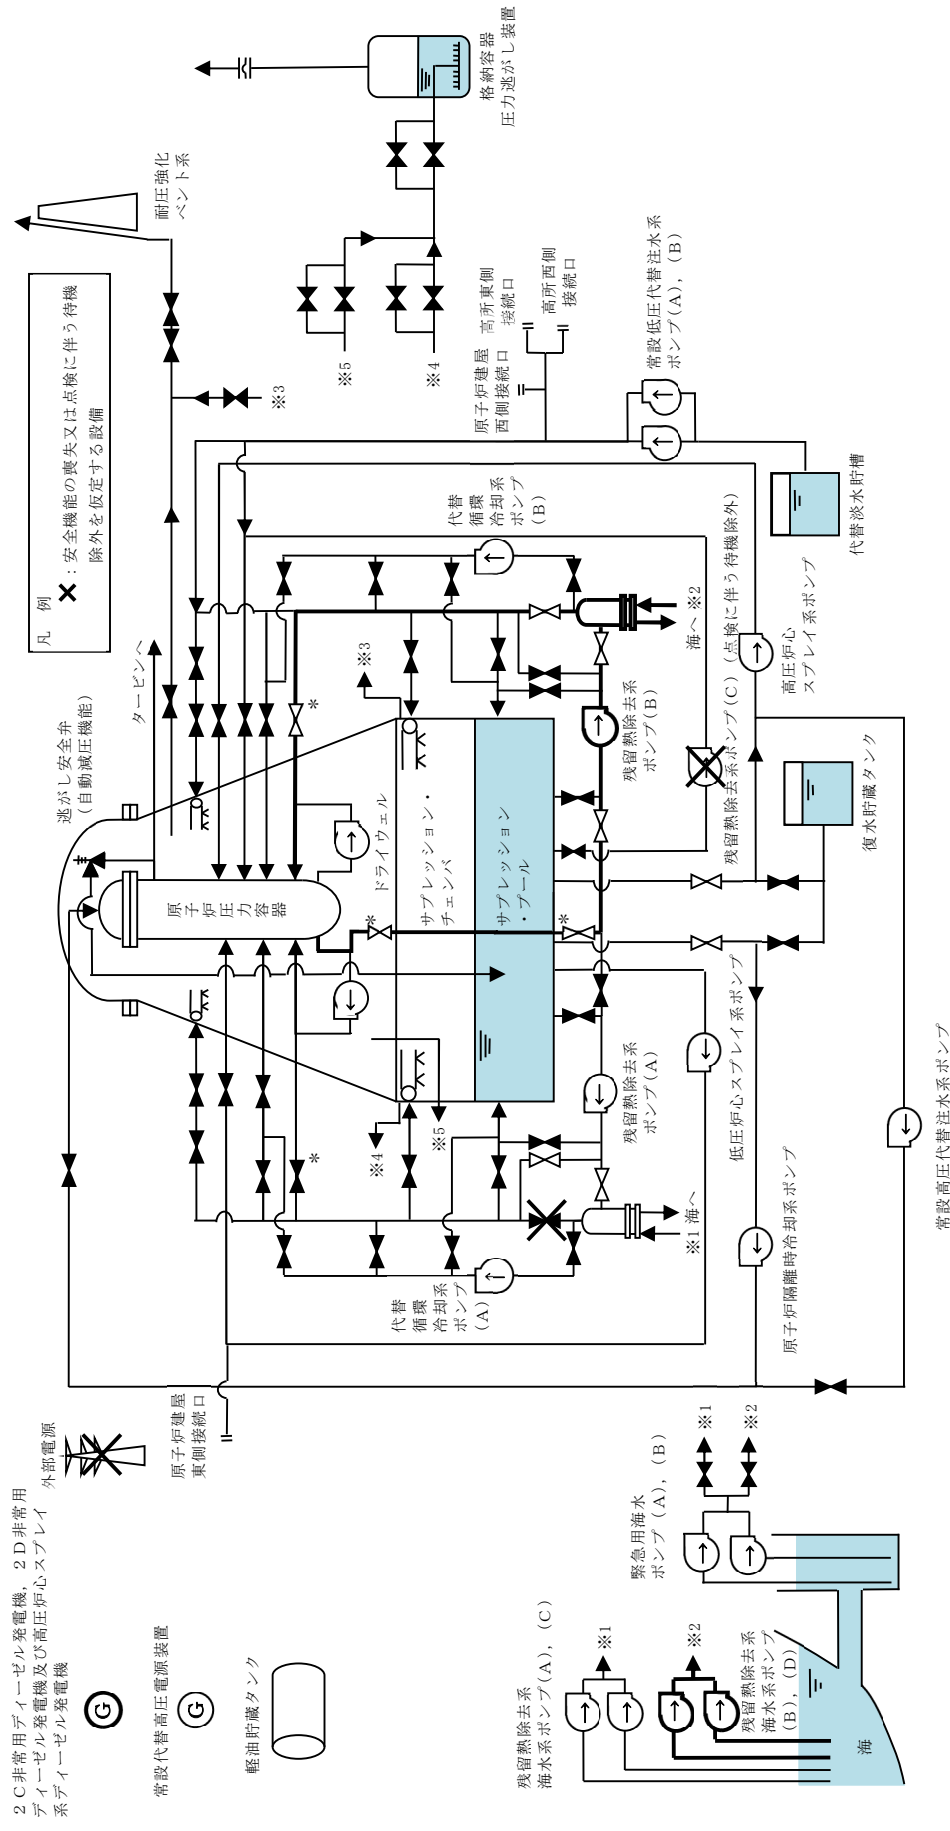 2C非常用ディーゼル発電機，2D非常用
ディーゼル発電機及び高圧炉心スプレイ
系ディーゼル発電機
G
常設代替高圧電源装置
G
軽油貯蔵タンク
外部電源
原子炉建屋
東側接続口
逃がし安全弁
（自動減圧機能）
タービンへ
凡 例
：安全機能の喪失又は点検に伴う待機
除外を仮定する設備
耐圧強化
ベント系
※3
※5
※4
格納容器
圧力逃がし装置
原子炉建屋
西側接続口
高所東側
接続口
高所西側
接続口
常設低圧代替注水系
ポンプ（A），（B）
代替淡水貯槽
原子炉圧力容器
ドライウェル
サプレッション・
チェンバ
サプレッション
・プール
※3
※4
※5
*
*
*
*
代替
循環
冷却系
ポンプ
（A）
代替
循環
冷却系
ポンプ
（B）
残留熱除去系
ポンプ（A）
残留熱除去系
ポンプ（B）
残留熱除去系ポンプ（C）（点検に伴う待機除外）
※1 海へ
海へ ※2
低圧炉心スプレイ系ポンプ
原子炉隔離時冷却系ポンプ
高圧炉心
スプレイ系ポンプ
復水貯蔵タンク
常設高圧代替注水系ポンプ
残留熱除去系
海水系ポンプ（A），（C）
※1
※2
残留熱除去系
海水系ポンプ
（B），（D）
緊急用海水
ポンプ（A），（B）
※1
※2
海